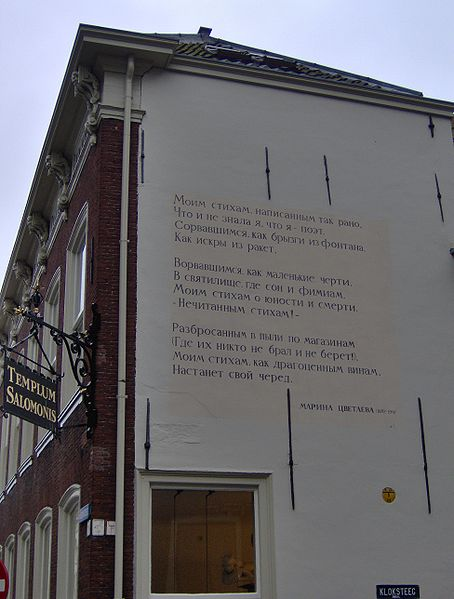 Моим стихам, написанным так рано,
Что и не знала я, что я – поэт,
Сорвавшимся, как брызги из фонтана,
Как искры из ракет,
Ворвавшимся, как маленькие черти,
В святилище, где сон и фимиам,
Моим стихам о юности и смерти,
–Нечитанным стихам!–
Разбросанным в пыли по магазинам
(Где их никто не брал и не берет!),
Моим стихам, как драгоценным винам,
Настанет свой черед.
МАРИНА ЦВЕТАЕВА
TEMPLUM
SALOMONIS
KLOKSTEEG